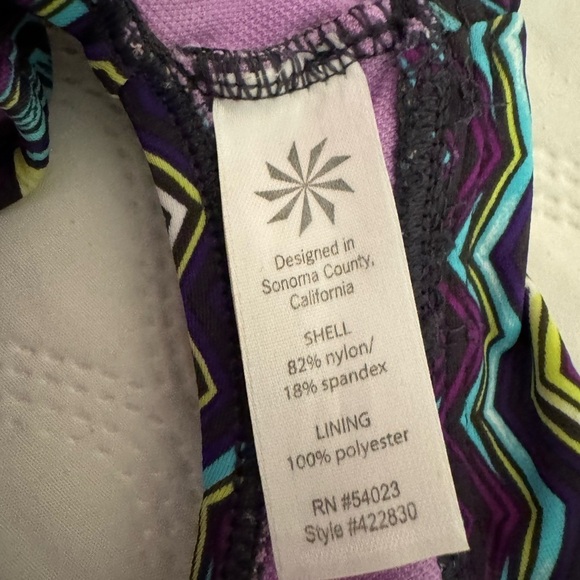 Designed in
Sonoma County,
California
SHELL
82% nylon/
18% spandex
LINING
100% polyester
RN #54023
Style #422830